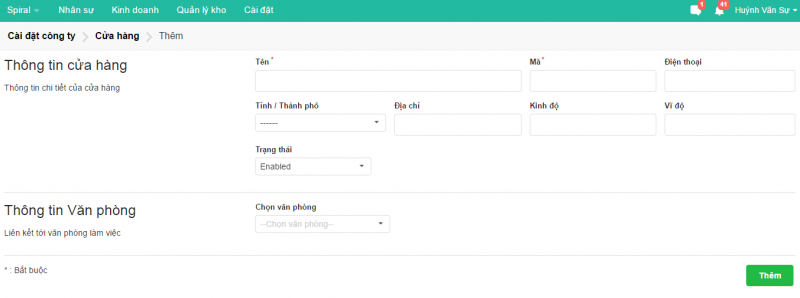 Spiral Nhân sự Kinh doanh Quản lý kho Cài đặt 1 41 Huỳnh Văn Sự
Cài đặt công ty Cửa hàng Thêm
Thông tin cửa hàng
Thông tin chi tiết của cửa hàng
Tên * Mã * Điện thoại
Tỉnh / Thành phố Địa chỉ Kinh độ Vĩ độ
------
Trạng thái
Enabled
Thông tin Văn phòng
Liên kết tới văn phòng làm việc
Chọn văn phòng
--Chọn văn phòng--
* : Bắt buộc
Thêm